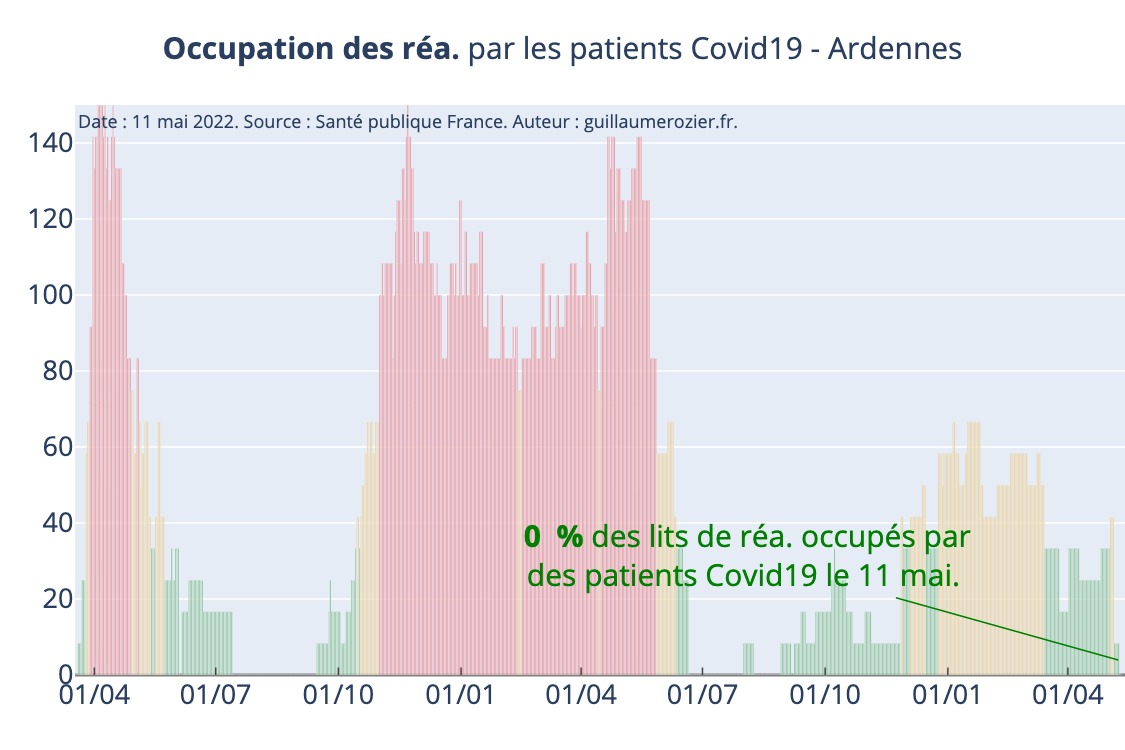 Occupation des réa. par les patients Covid19 - Ardennes
Date : 11 mai 2022. Source : Santé publique France. Auteur : guillaumerozier.fr.
140
120
100
80
60
40
20
0
0 % des lits de réa. occupés par
des patients Covid19 le 11 mai.
01/04 01/07 01/10 01/01 01/04 01/07 01/10 01/01 01/04